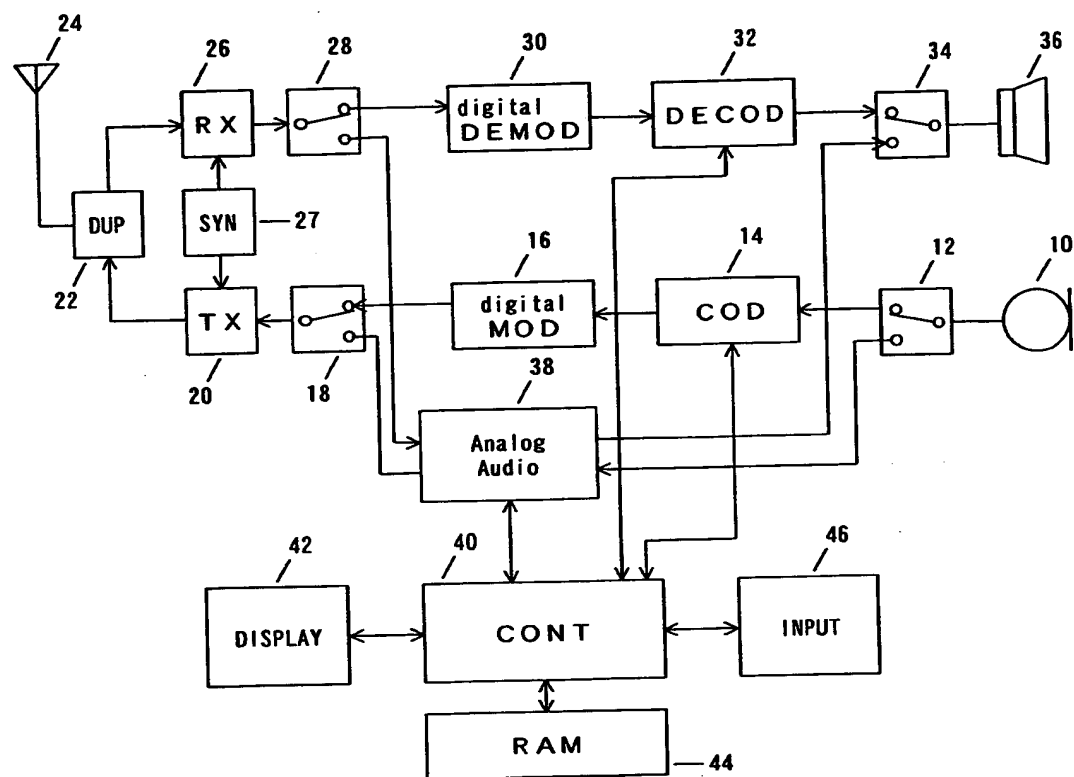 24
26
28
30
32
34
36
RX
digital
DEMOD
DECOD
DUP
SYN
27
22
16
14
12
10
TX
digital
MOD
COD
20
18
38
Analog
Audio
42
40
46
DISPLAY
CONT
INPUT
RAM
44